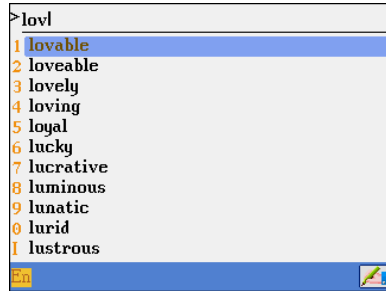 >lov
1 lovable
2 loveable
3 lovely
4 loving
5 loyal
6 lucky
7 lucrative
8 luminous
9 lunatic
0 lurid
I lustrous
En